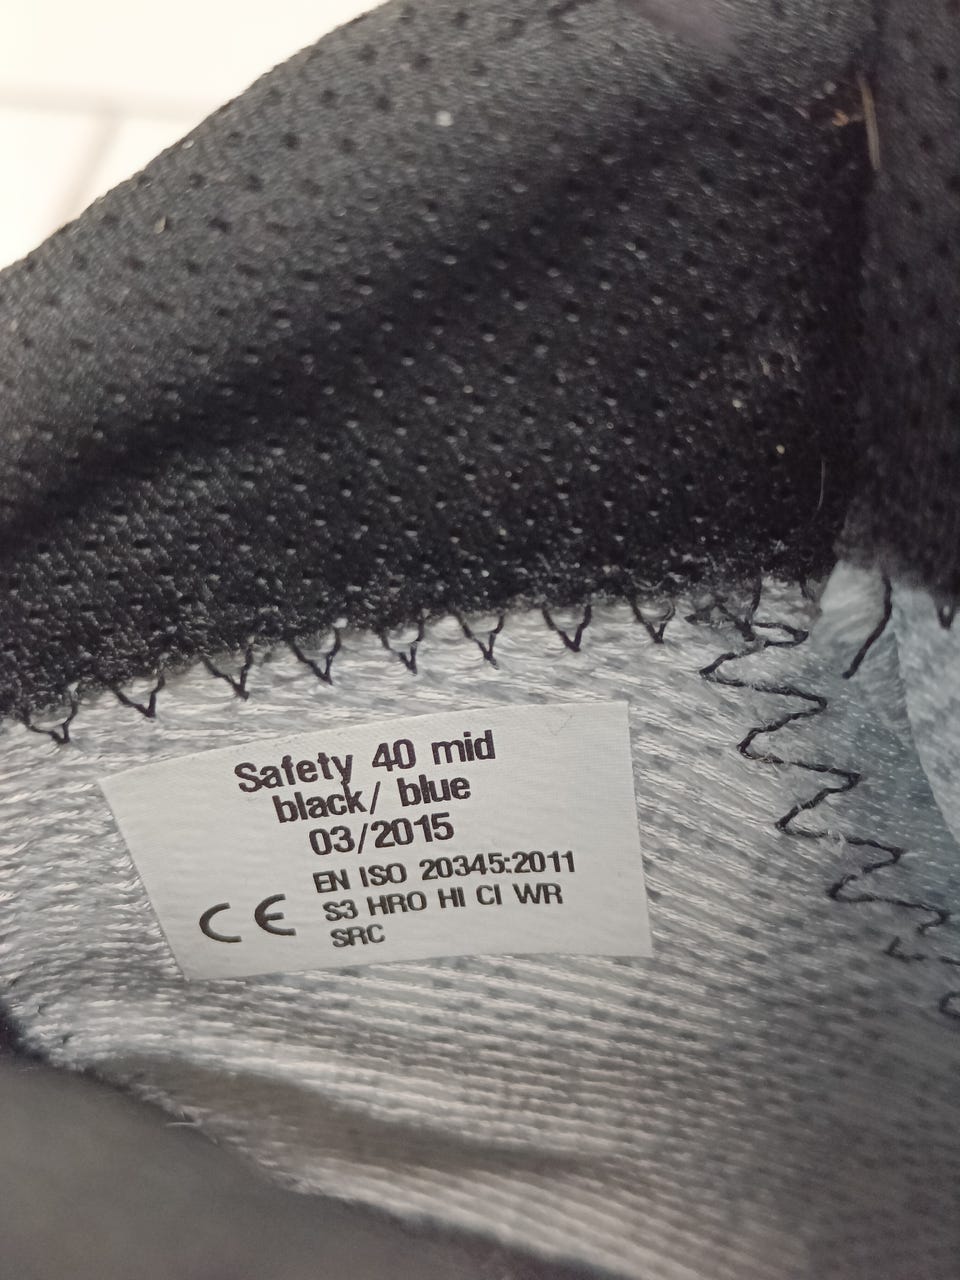 Safety 40 mid
black/ blue
03/2015
EN ISO 20345:2011
CE S3 HRO HI CI WR
SRC